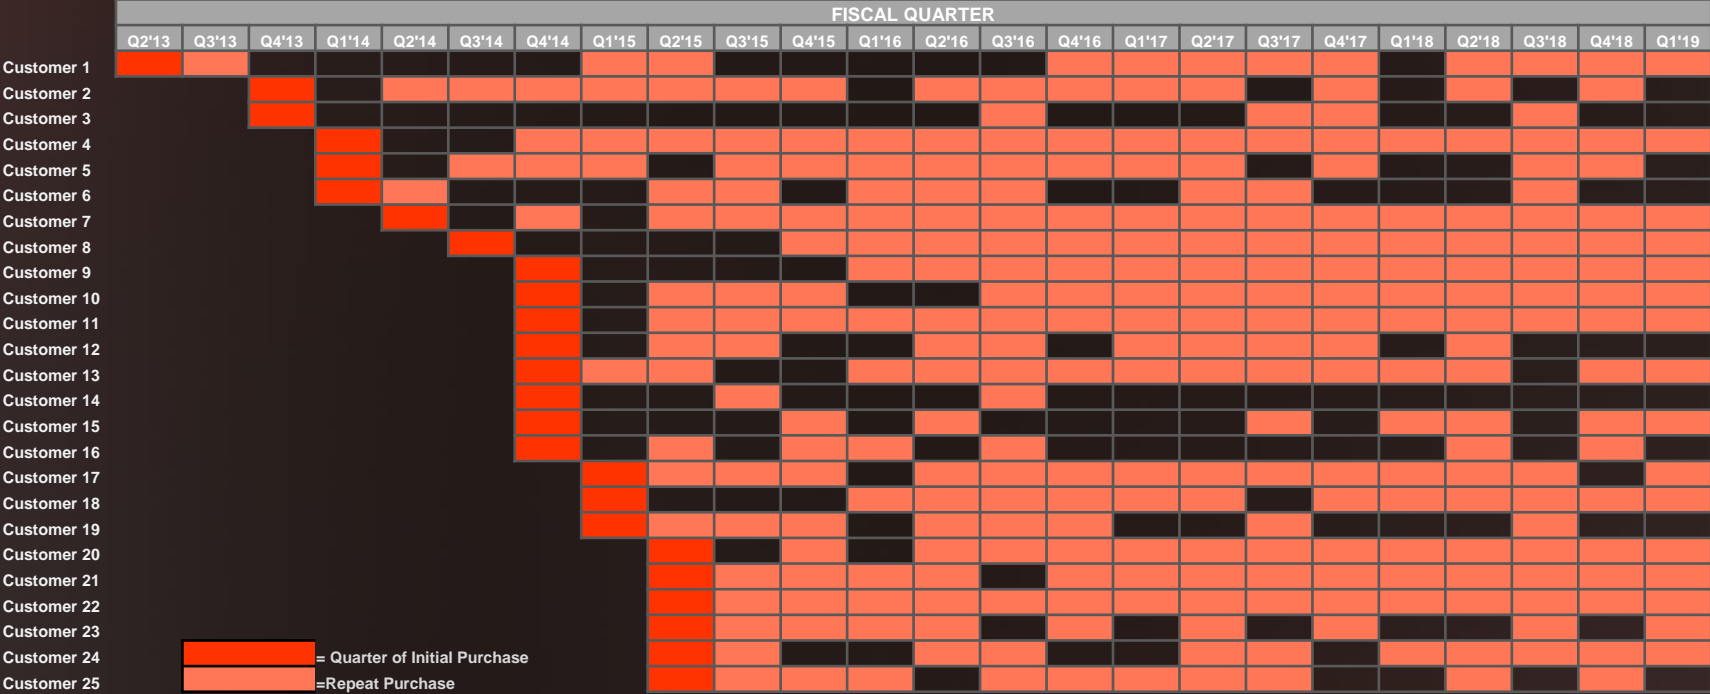 FISCAL QUARTER
Q2'13 Q3'13 Q4'13 Q1'14 Q2'14 Q3'14 Q4'14 Q1'15 Q2'15 Q3'15 Q4'15 Q1'16 Q2'16 Q3'16 Q4'16 Q1'17 Q2'17 Q3'17 Q4'17 Q1'18 Q2'18 Q3'18 Q4'18 Q1'19
Customer 1
Customer 2
Customer 3
Customer 4
Customer 5
Customer 6
Customer 7
Customer 8
Customer 9
Customer 10
Customer 11
Customer 12
Customer 13
Customer 14
Customer 15
Customer 16
Customer 17
Customer 18
Customer 19
Customer 20
Customer 21
Customer 22
Customer 23
Customer 24 = Quarter of Initial Purchase
Customer 25 =Repeat Purchase